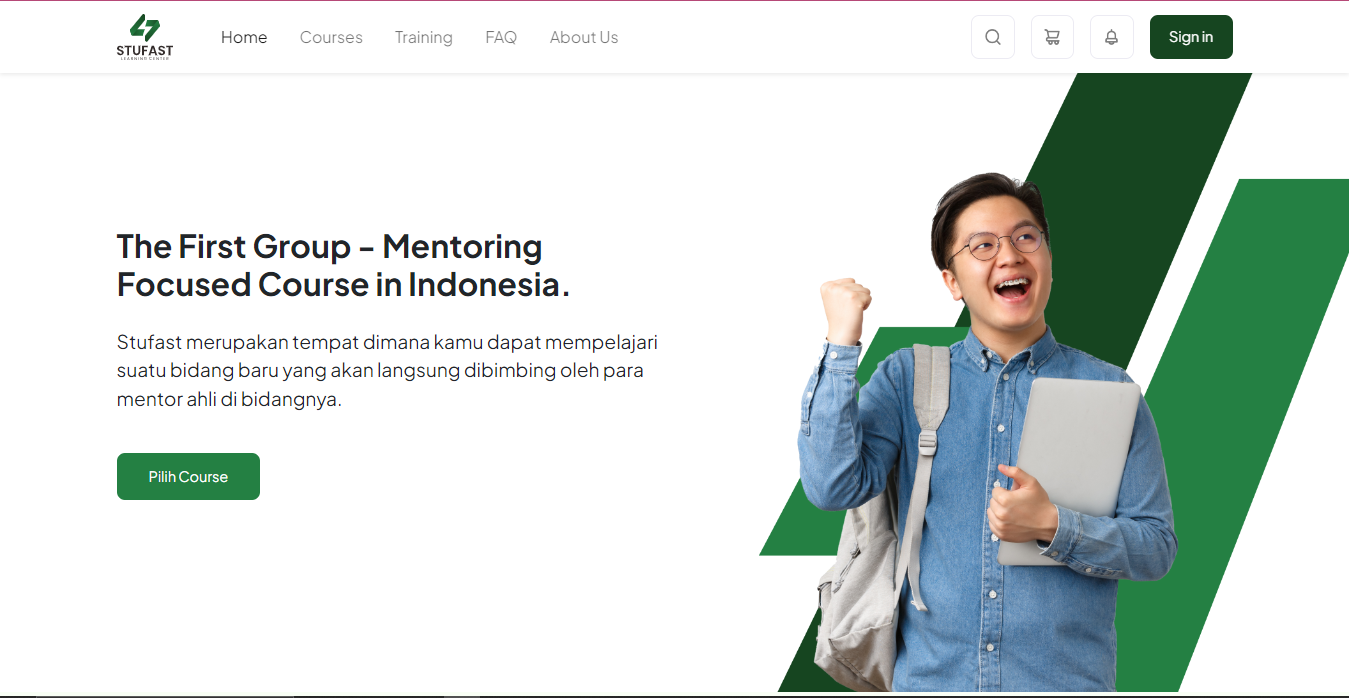 STUFAST
LEARNING CENTER
Home
Courses
Training
FAQ
About Us
Sign in
The First Group - Mentoring
Focused Course in Indonesia.
Stufast merupakan tempat dimana kamu dapat mempelajari
suatu bidang baru yang akan langsung dibimbing oleh para
mentor ahli di bidangnya.
Pilih Course